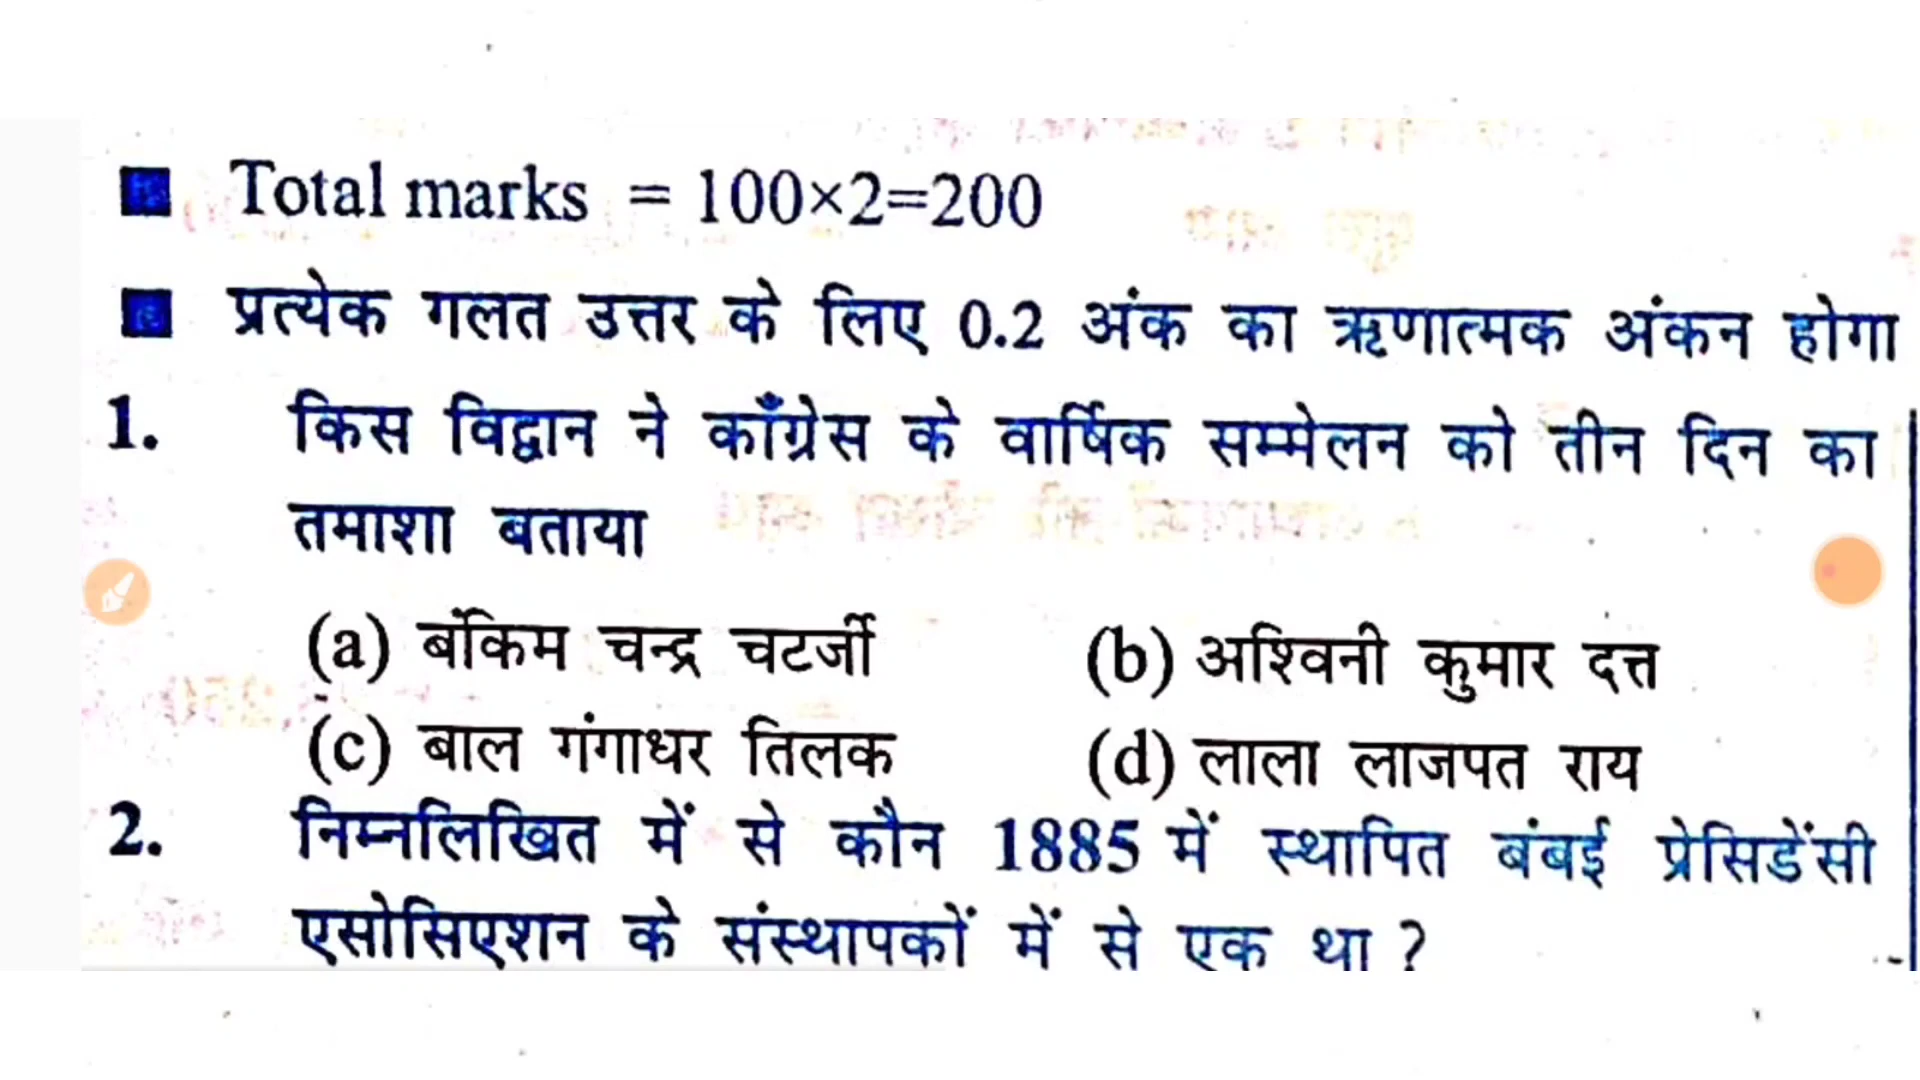 Total marks = 100×2=200
प्रत्येक गलत उत्तर के लिए 0.2 अंक का ऋणात्मक अंकन होगा
1. किस विद्वान ने काँग्रेस के वार्षिक सम्मेलन को तीन दिन का
तमाशा बताया
(a) बंकिम चन्द्र चटर्जी (b) अश्विनी कुमार दत्त
(c) बाल गंगाधर तिलक (d) लाला लाजपत राय
2. निम्नलिखित में से कौन 1885 में स्थापित बंबई प्रेसिडेंसी
एसोसिएशन के संस्थापकों में से एक था ?